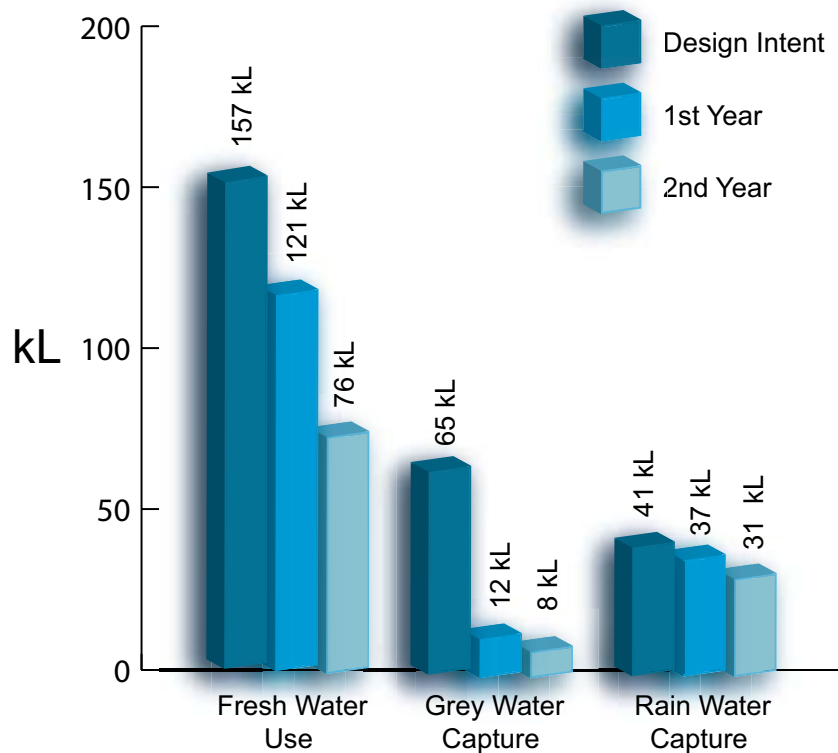 200
150
100
50
0
kL
Design Intent
1st Year
2nd Year
157 kL
121 kL
76 kL
65 kL
12 kL
8 kL
41 kL
37 kL
31 kL
Fresh Water
Use
Grey Water
Capture
Rain Water
Capture